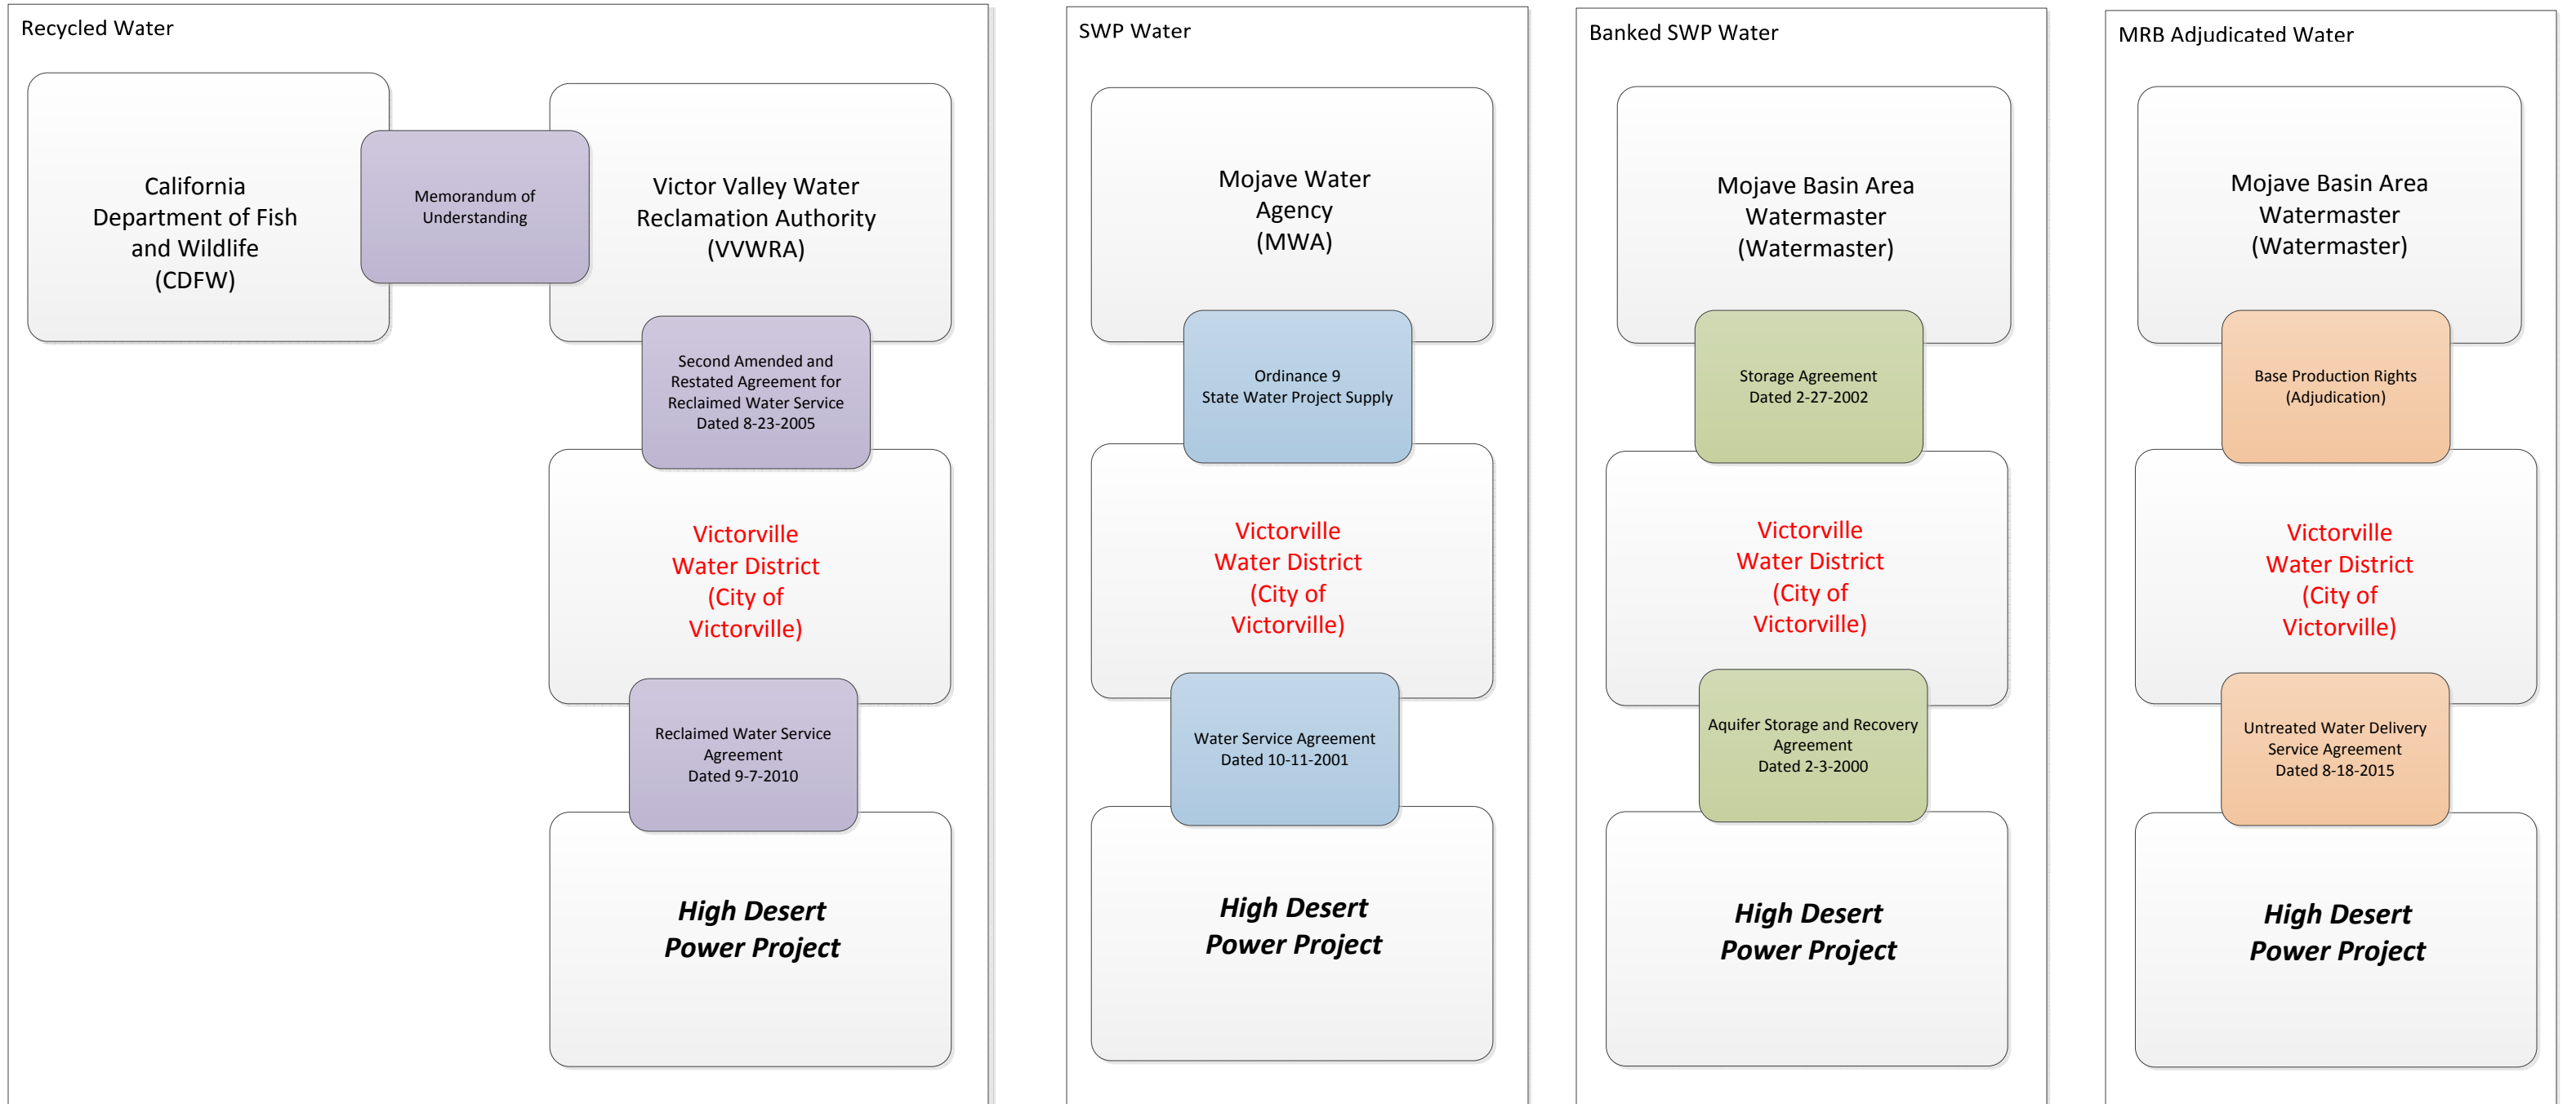 Recycled Water
California
Department of Fish
and Wildlife
(CDFW)
Memorandum of
Understanding
Victor Valley Water
Reclamation Authority
(VVWRA)
Second Amended and
Restated Agreement for
Reclaimed Water Service
Dated 8-23-2005
Victorville
Water District
(City of
Victorville)
Reclaimed Water Service
Agreement
Dated 9-7-2010
High Desert
Power Project
SWP Water
Mojave Water
Agency
(MWA)
Ordinance 9
State Water Project Supply
Victorville
Water District
(City of
Victorville)
Water Service Agreement
Dated 10-11-2001
High Desert
Power Project
Banked SWP Water
Mojave Basin Area
Watermaster
(Watermaster)
Storage Agreement
Dated 2-27-2002
Victorville
Water District
(City of
Victorville)
Aquifer Storage and Recovery
Agreement
Dated 2-3-2000
High Desert
Power Project
MRB Adjudicated Water
Mojave Basin Area
Watermaster
(Watermaster)
Base Production Rights
(Adjudication)
Victorville
Water District
(City of
Victorville)
Untreated Water Delivery
Service Agreement
Dated 8-18-2015
High Desert
Power Project